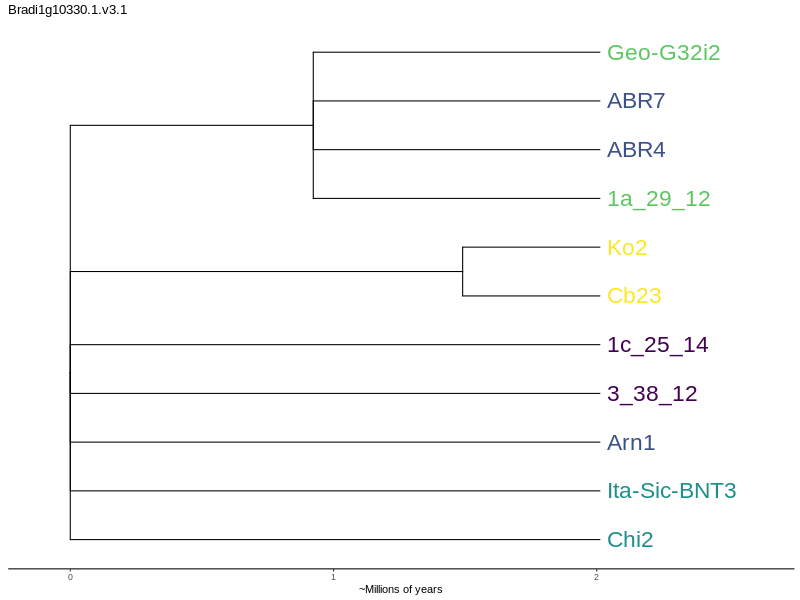 Bradi1g10330.1.v3.1
Geo-G32i2
ABR7
ABR4
1a_29_12
Ko2
Cb23
1c_25_14
3_38_12
Arn1
Ita-Sic-BNT3
Chi2
0 1 2
~Millions of years